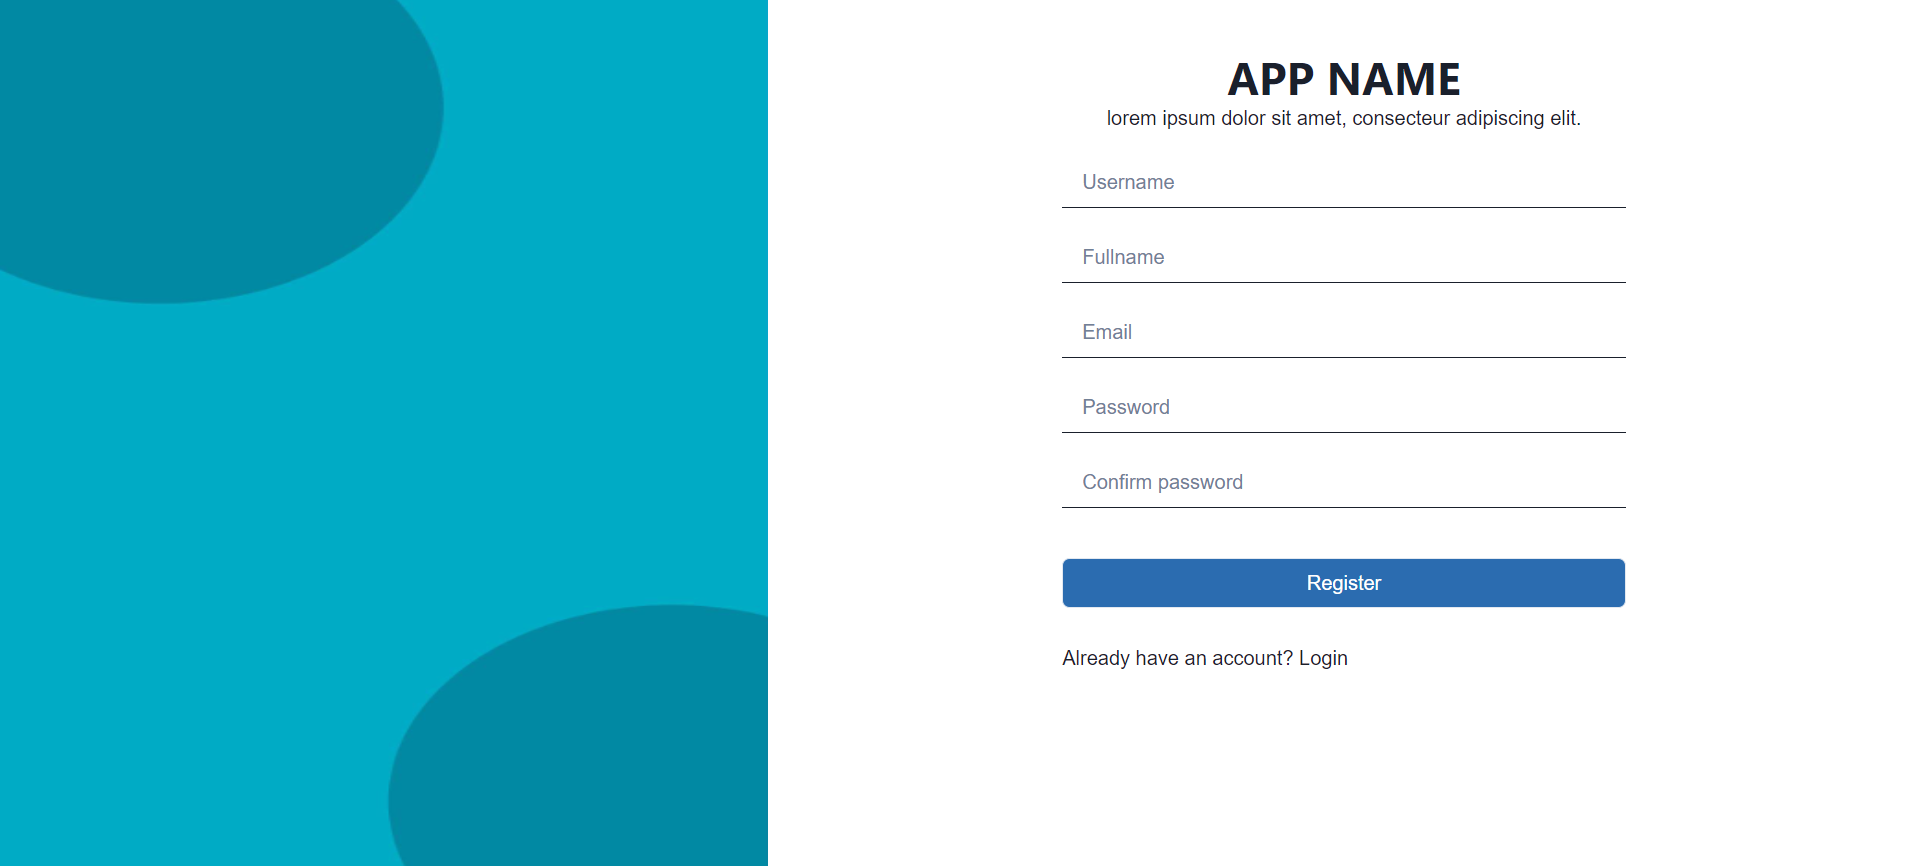 APP NAME
lorem ipsum dolor sit amet, consecteur adipiscing elit.
Username
Fullname
Email
Password
Confirm password
Register
Already have an account? Login